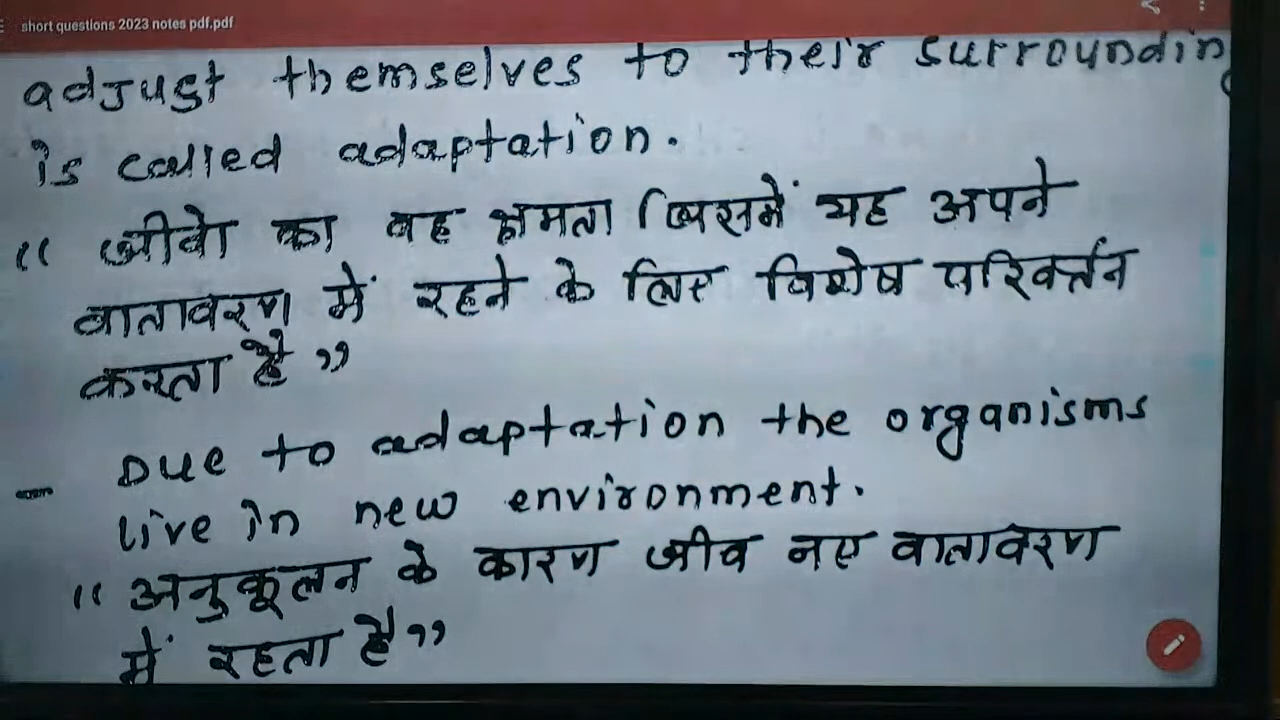 short questions 2023 notes pdf.pdf
adjust themselves to their surrounding
is called adaptation.
“ जीवो का वह क्षमता जिसमें यह अपने
वातावरण में रहने के लिए विशेष परिवर्त्तन
करता है ”
- Due to adaptation the organisms
live in new environment.
“ अनुकूलन के कारण जीव नए वातावरण
में रहता है”